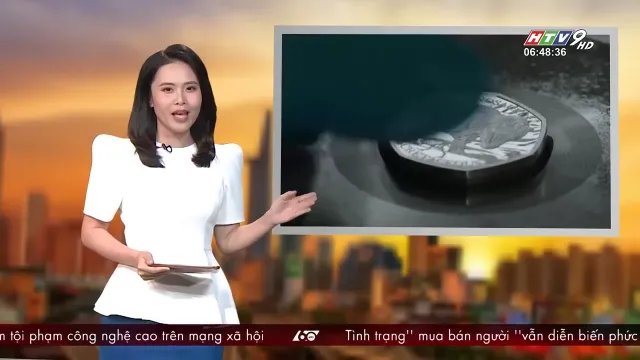 HTV9 HD
06:48:36
m tội phạm công nghệ cao trên mạng xã hội
60
Tình trạng'' mua bán người ''vẫn diễn biến phức